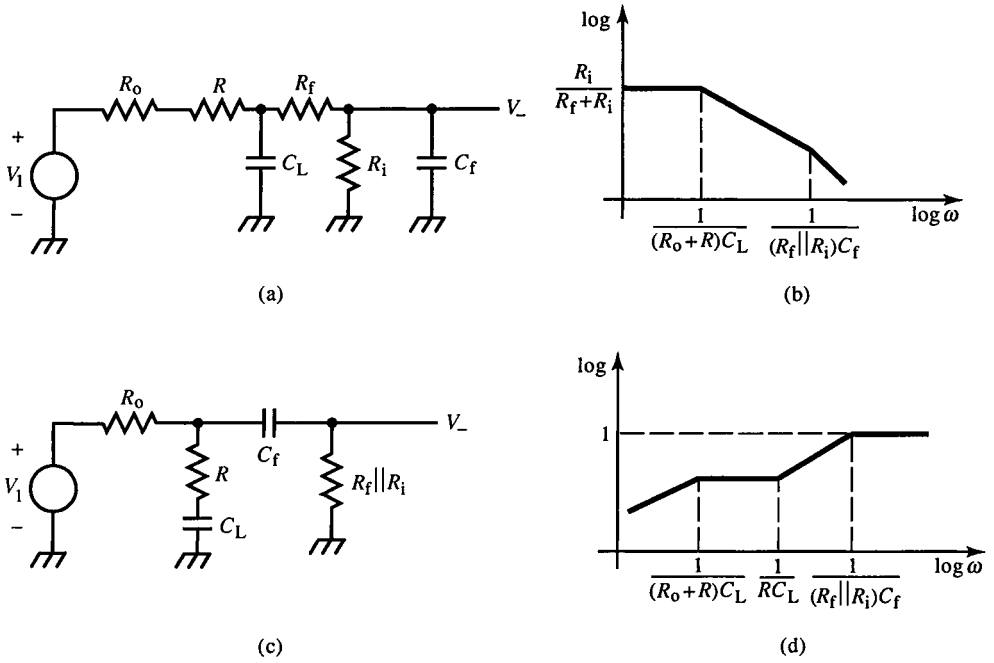 R_o
R
R_f
V_1
+
−
C_L
R_i
C_f
V_−
(a)
log
R_i
R_f+R_i
1
(R_o+R)C_L
1
(R_f||R_i)C_f
log ω
(b)
R_o
V_1
+
−
R
C_L
C_f
R_f||R_i
V_−
(c)
log
1
1
(R_o+R)C_L
1
RC_L
1
(R_f||R_i)C_f
log ω
(d)